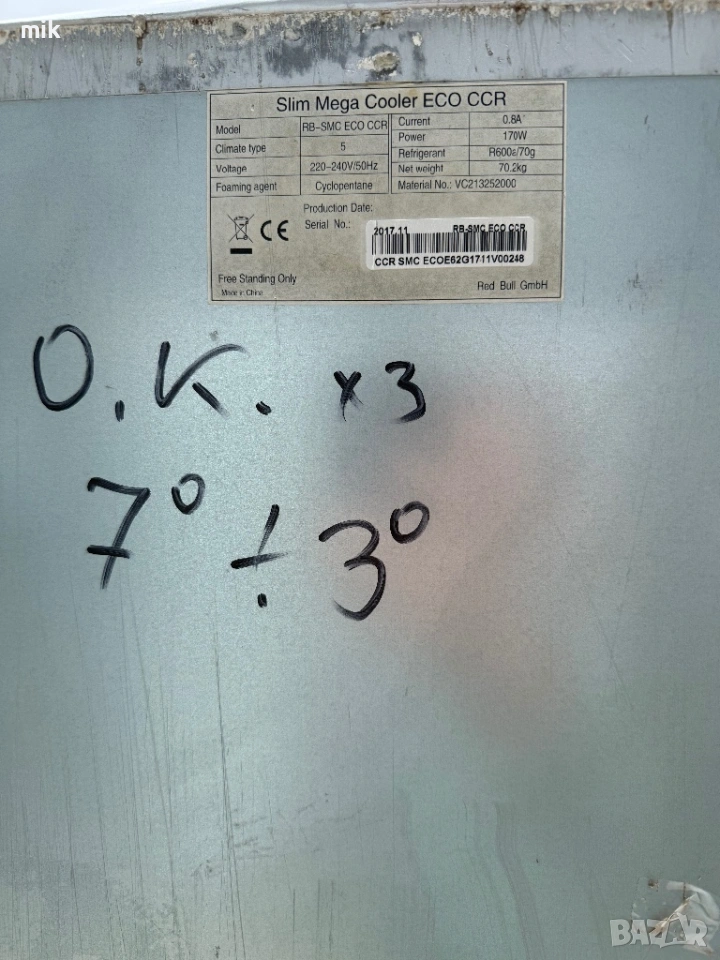 mik
Slim Mega Cooler ECO CCR
Model RB-SMC ECO CCR
Climate type 5
Voltage 220-240V/50Hz
Foaming agent Cyclopentane
Current 0.8A
Power 170W
Refrigerant R600a/70g
Net weight 70.2kg
Material No.: VC213252000
Production Date:
Serial No.:
2017.11 RB-SMC ECO CCR
CCR SMC ECOE62G1711V00248
CE
Free Standing Only
Made in China
Red Bull GmbH
O.K. x3
7° ÷ 3°
BAZAR